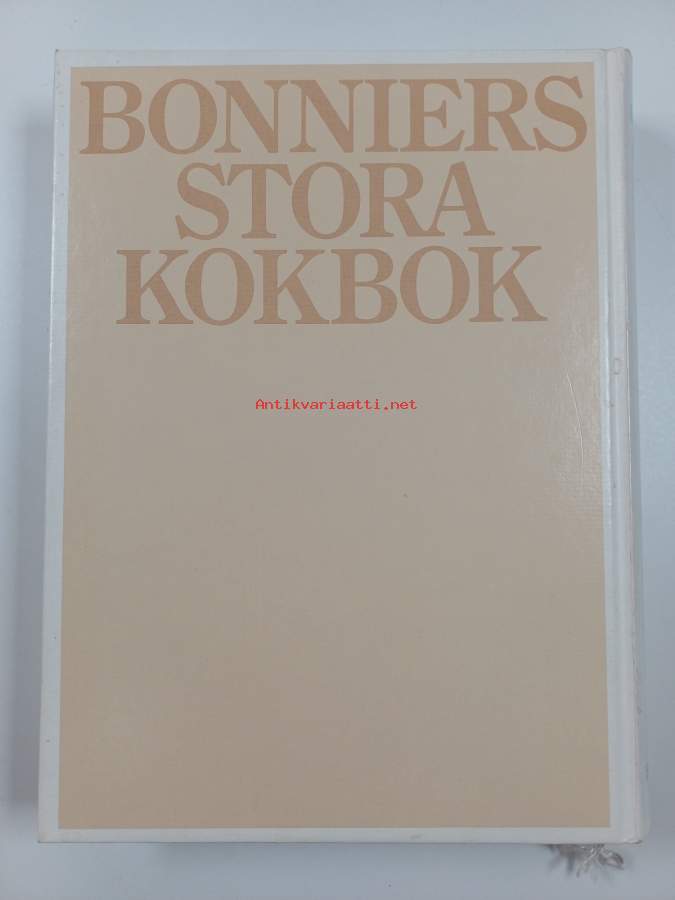 BONNIERS
STORA
KOKBOK
Antikvariaatti.net